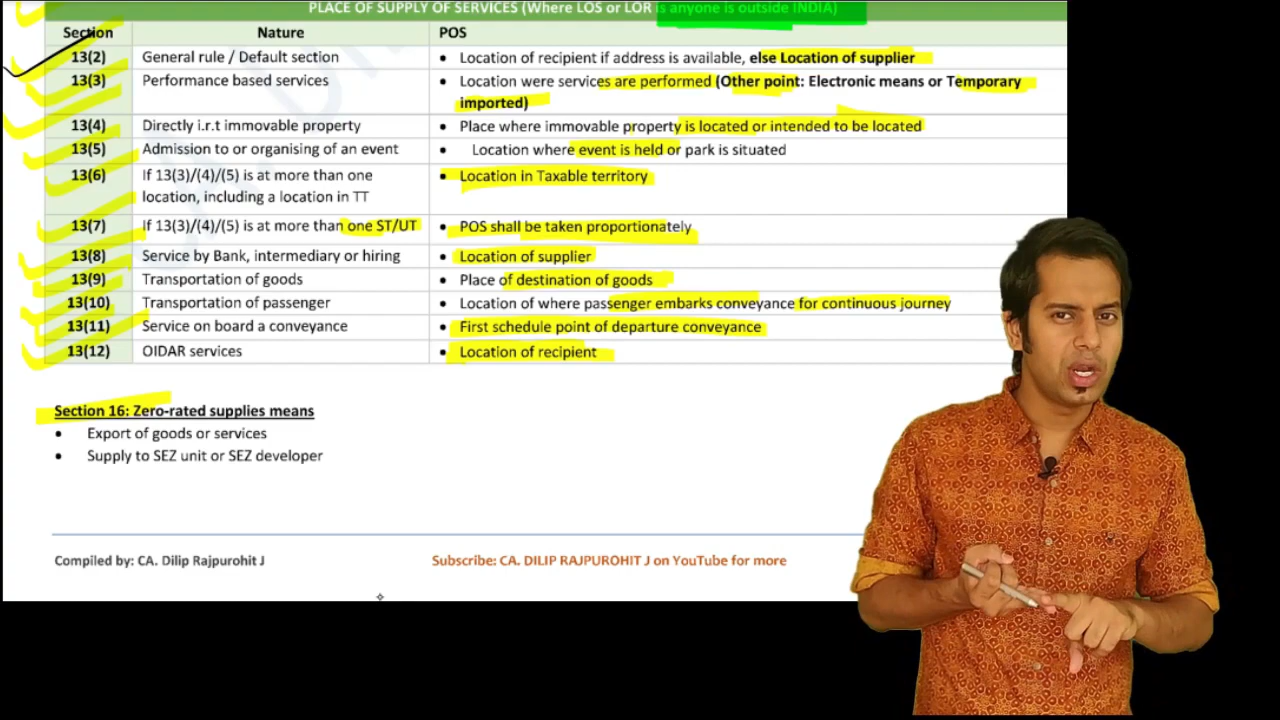 PLACE OF SUPPLY OF SERVICES (Where LOS or LOR is anyone is outside INDIA)
Section Nature POS
13(2) General rule / Default section • Location of recipient if address is available, else Location of supplier
13(3) Performance based services • Location were services are performed (Other point: Electronic means or Temporary
imported)
13(4) Directly i.r.t immovable property • Place where immovable property is located or intended to be located
13(5) Admission to or organising of an event • Location where event is held or park is situated
13(6) If 13(3)/(4)/(5) is at more than one • Location in Taxable territory
location, including a location in TT
13(7) If 13(3)/(4)/(5) is at more than one ST/UT • POS shall be taken proportionately
13(8) Service by Bank, intermediary or hiring • Location of supplier
13(9) Transportation of goods • Place of destination of goods
13(10) Transportation of passenger • Location of where passenger embarks conveyance for continuous journey
13(11) Service on board a conveyance • First schedule point of departure conveyance
13(12) OIDAR services • Location of recipient
Section 16: Zero-rated supplies means
• Export of goods or services
• Supply to SEZ unit or SEZ developer
Compiled by: CA. Dilip Rajpurohit J Subscribe: CA. DILIP RAJPUROHIT J on YouTube for more